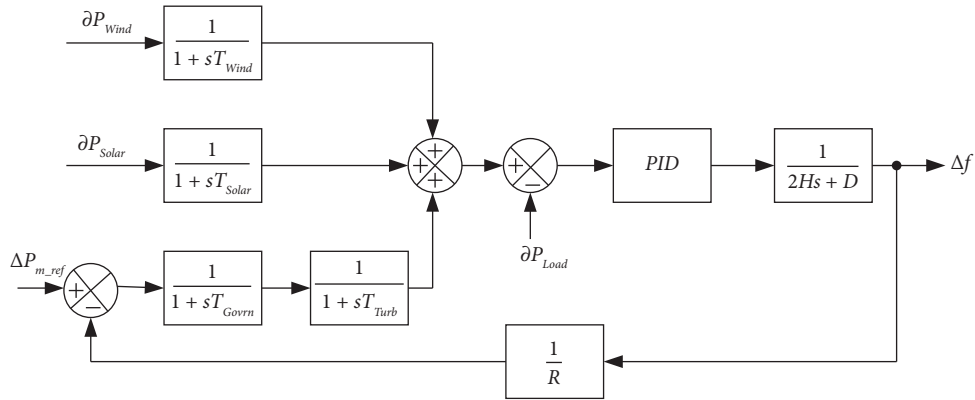 ∂P_Wind
1
1 + sT_Wind
∂P_Solar
1
1 + sT_Solar
+
+
+
+
−
PID
1
2Hs + D
Δf
∂P_Load
ΔP_m_ref
+
−
1
1 + sT_Govrn
1
1 + sT_Turb
1
R